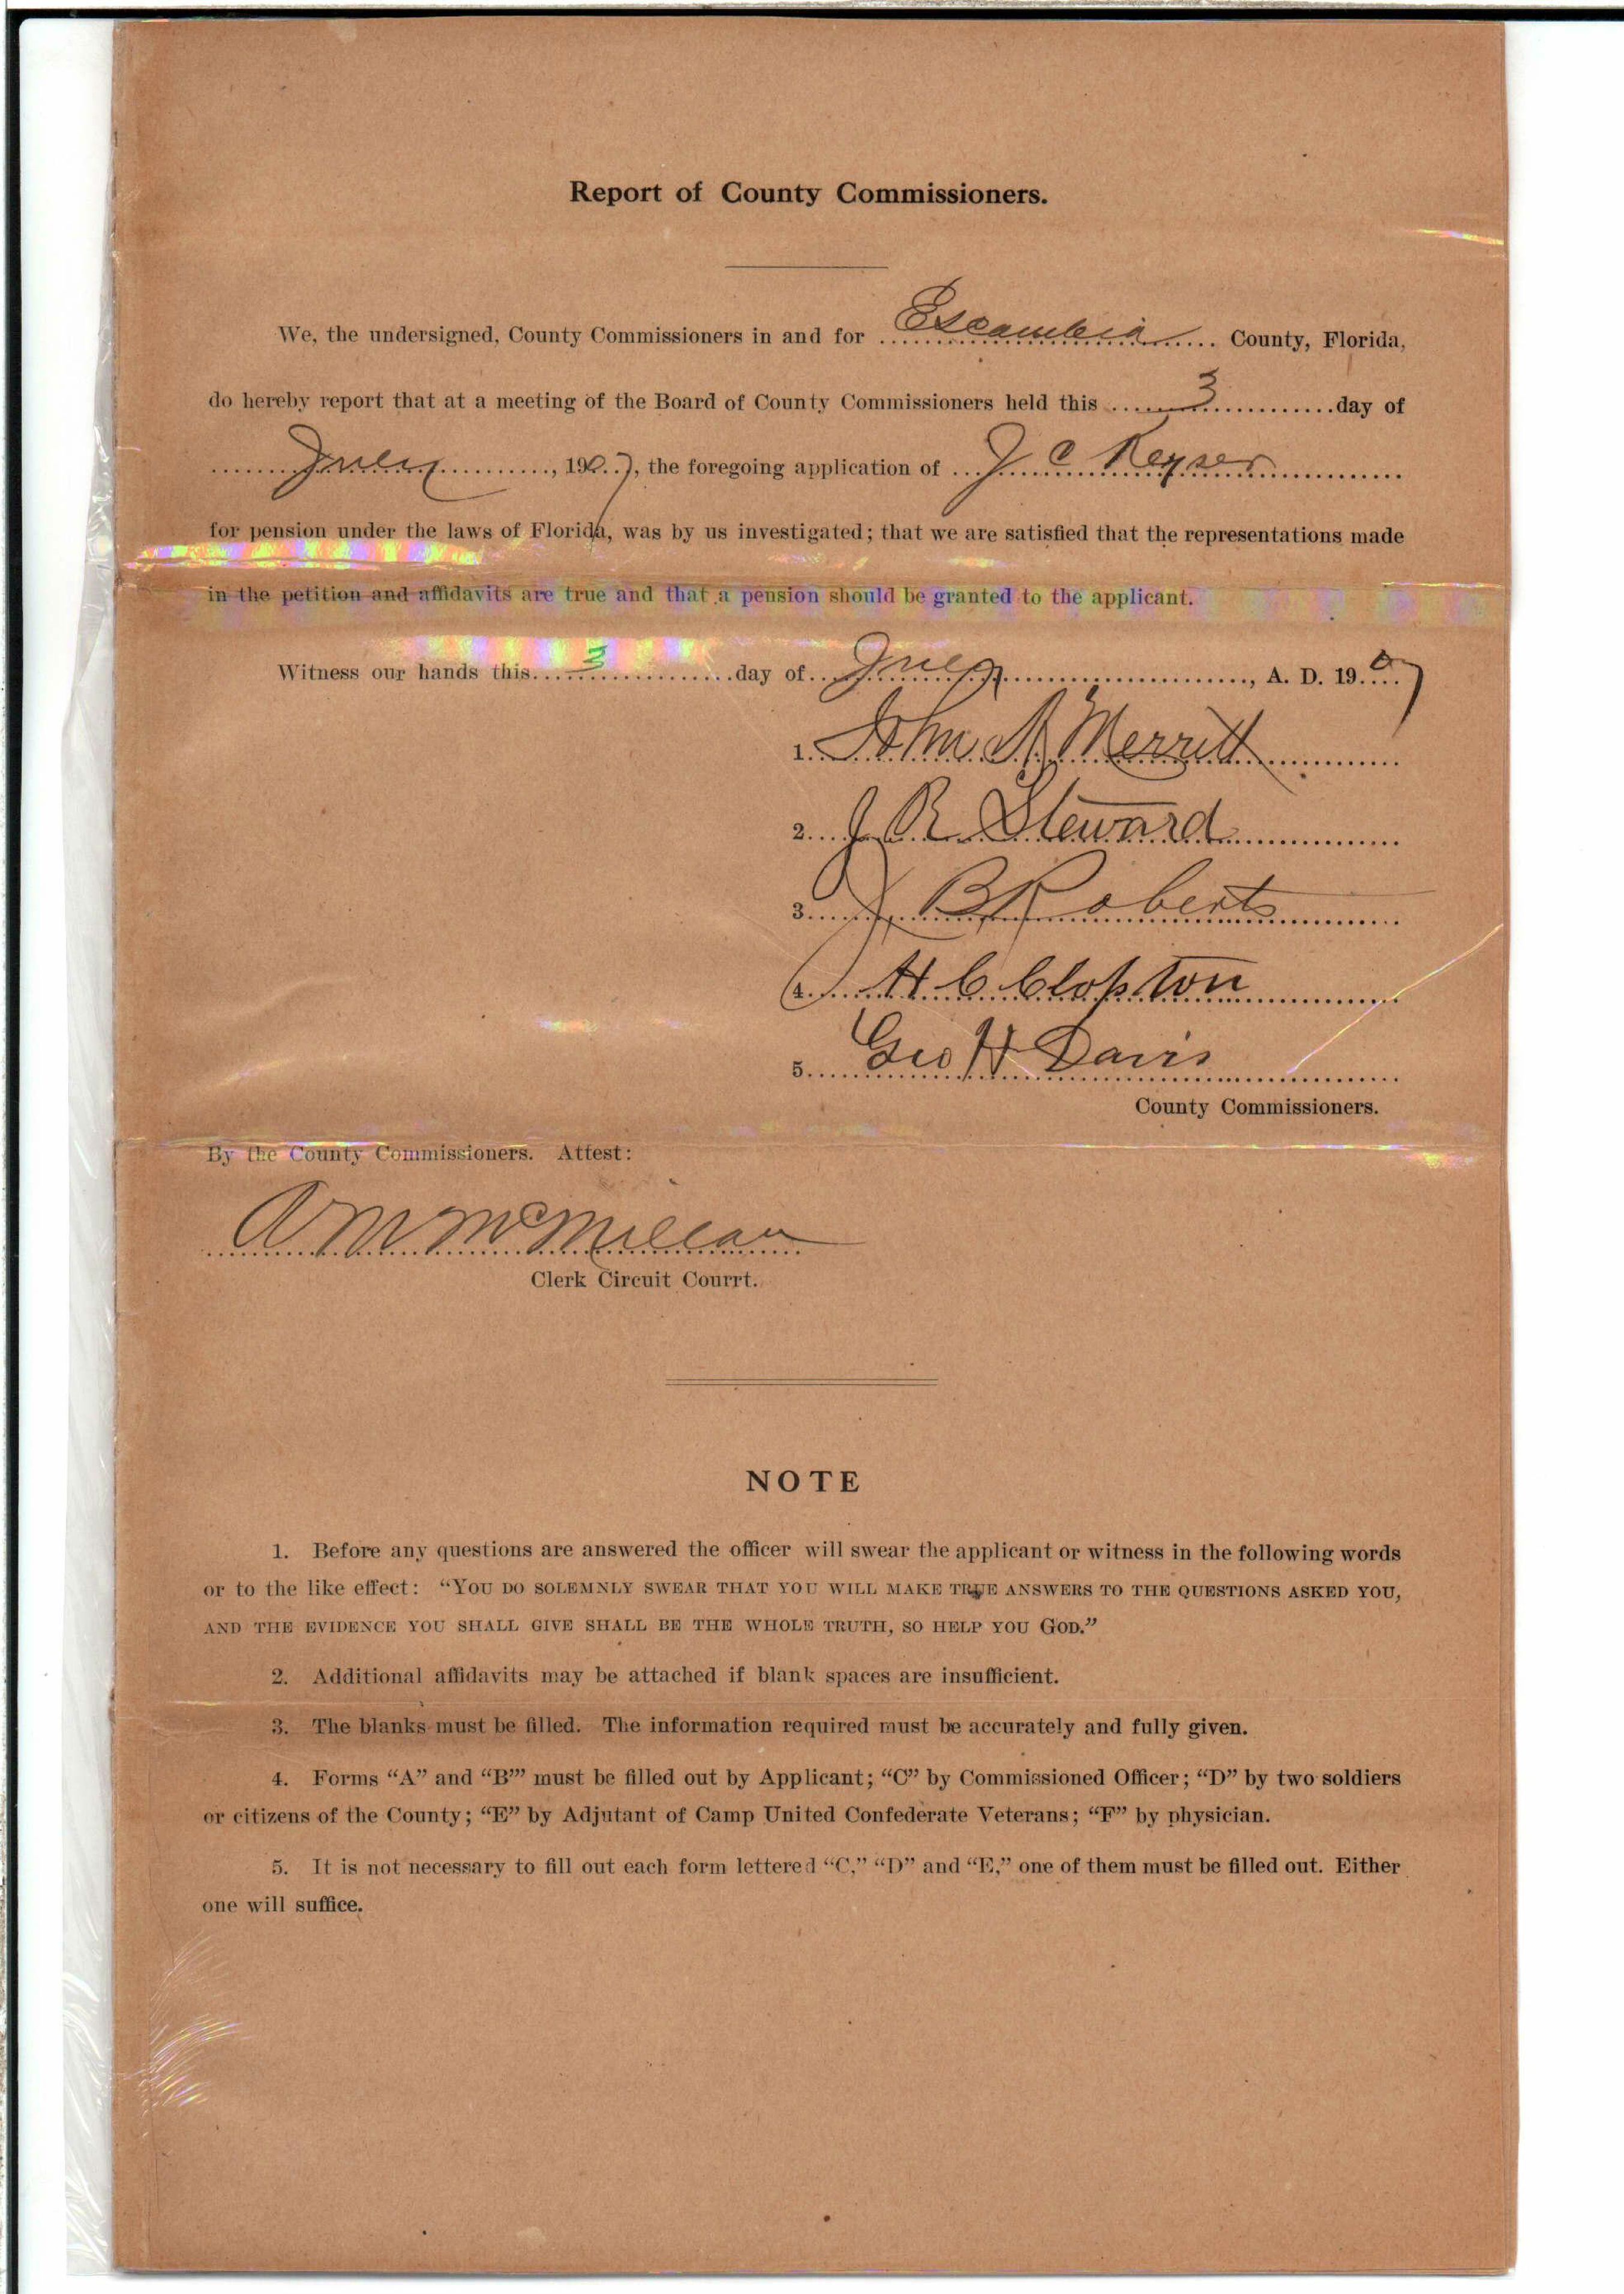 Report of County Commissioners.
We, the undersigned, County Commissioners in and for Escambia County, Florida,
do hereby report that at a meeting of the Board of County Commissioners held this 3 day of
July, 1907, the foregoing application of J C Keyser
for pension under the laws of Florida, was by us investigated; that we are satisfied that the representations made
in the petition and affidavits are true and that a pension should be granted to the applicant.
Witness our hands this 3 day of July, A. D. 1907
1. John A Merritt
2. J R Steward
3. J B Roberts
4. H C Clopton
5. Geo H Davis
County Commissioners.
By the County Commissioners. Attest:
A M McMillan
Clerk Circuit Courrt.
NOTE
1. Before any questions are answered the officer will swear the applicant or witness in the following words
or to the like effect: “YOU DO SOLEMNLY SWEAR THAT YOU WILL MAKE TRUE ANSWERS TO THE QUESTIONS ASKED YOU,
AND THE EVIDENCE YOU SHALL GIVE SHALL BE THE WHOLE TRUTH, SO HELP YOU GOD.”
2. Additional affidavits may be attached if blank spaces are insufficient.
3. The blanks must be filled. The information required must be accurately and fully given.
4. Forms “A” and “B’” must be filled out by Applicant; “C” by Commissioned Officer; “D” by two soldiers
or citizens of the County; “E” by Adjutant of Camp United Confederate Veterans; “F” by physician.
5. It is not necessary to fill out each form lettered “C,” “D” and “E,” one of them must be filled out. Either
one will suffice.